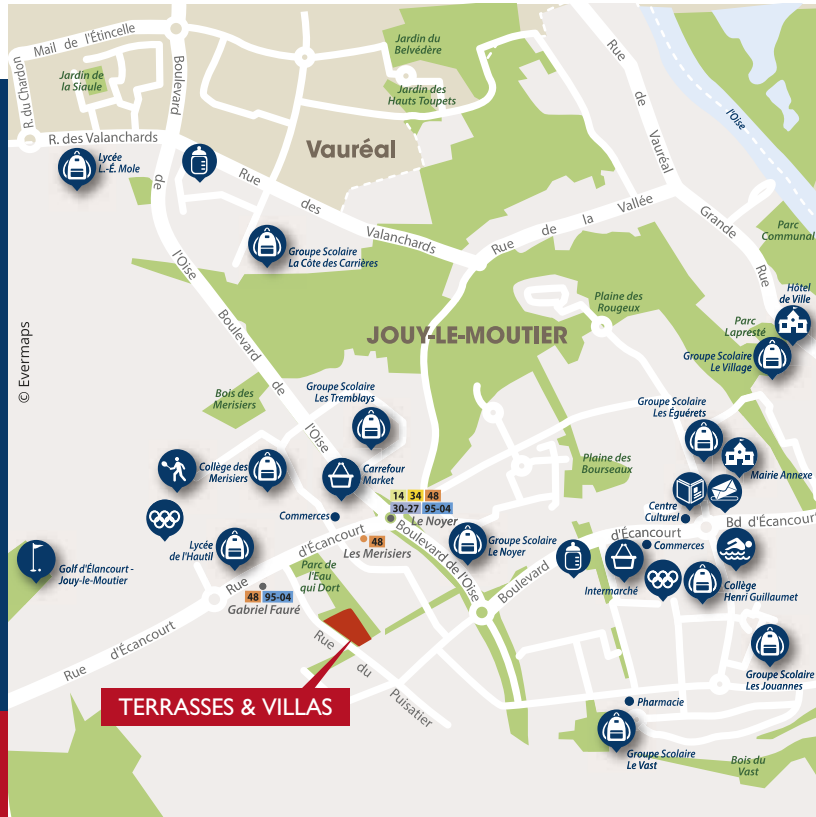 Mail de l'Étincelle
R. du Chardon
Jardin de
la Siaule
Boulevard
de
l'Oise
Boulevard
de
l'Oise
Jardin du
Belvédère
Jardin des
Hauts Toupets
Rue
de
Vauréal
l'Oise
R. des Valanchards
Vauréal
Lycée
L.-É. Mole
Rue
des
Valanchards
Rue de la Vallée
Grande
Rue
Parc
Communal
Groupe Scolaire
La Côte des Carrières
Hôtel
de Ville
Plaine des
Rougeux
Parc
Lapresté
JOUY-LE-MOUTIER
Groupe Scolaire
Le Village
© Evermaps
Bois des
Merisiers
Groupe Scolaire
Les Tremblays
Groupe Scolaire
Les Éguérets
Collège des
Merisiers
Carrefour
Market
Plaine des
Bourseaux
Mairie Annexe
14 34 48
30-27 95-04
Le Noyer
Centre
Culturel
Commerces
Bd d'Écancourt
Lycée
de l'Hautil
d'Écancourt
48
Les Merisiers
Boulevard de l'Oise
Groupe Scolaire
Le Noyer
d'Écancourt
Commerces
Golf d'Élancourt -
Jouy-le-Moutier
Parc de
l'Eau
qui Dort
Rue
Boulevard
Intermarché
Collège
Henri Guillaumet
48 95-04
Gabriel Fauré
Rue d'Écancourt
Rue
du
Puisatier
Groupe Scolaire
Les Jouannes
TERRASSES & VILLAS
Pharmacie
Groupe Scolaire
Le Vast
Bois du
Vast